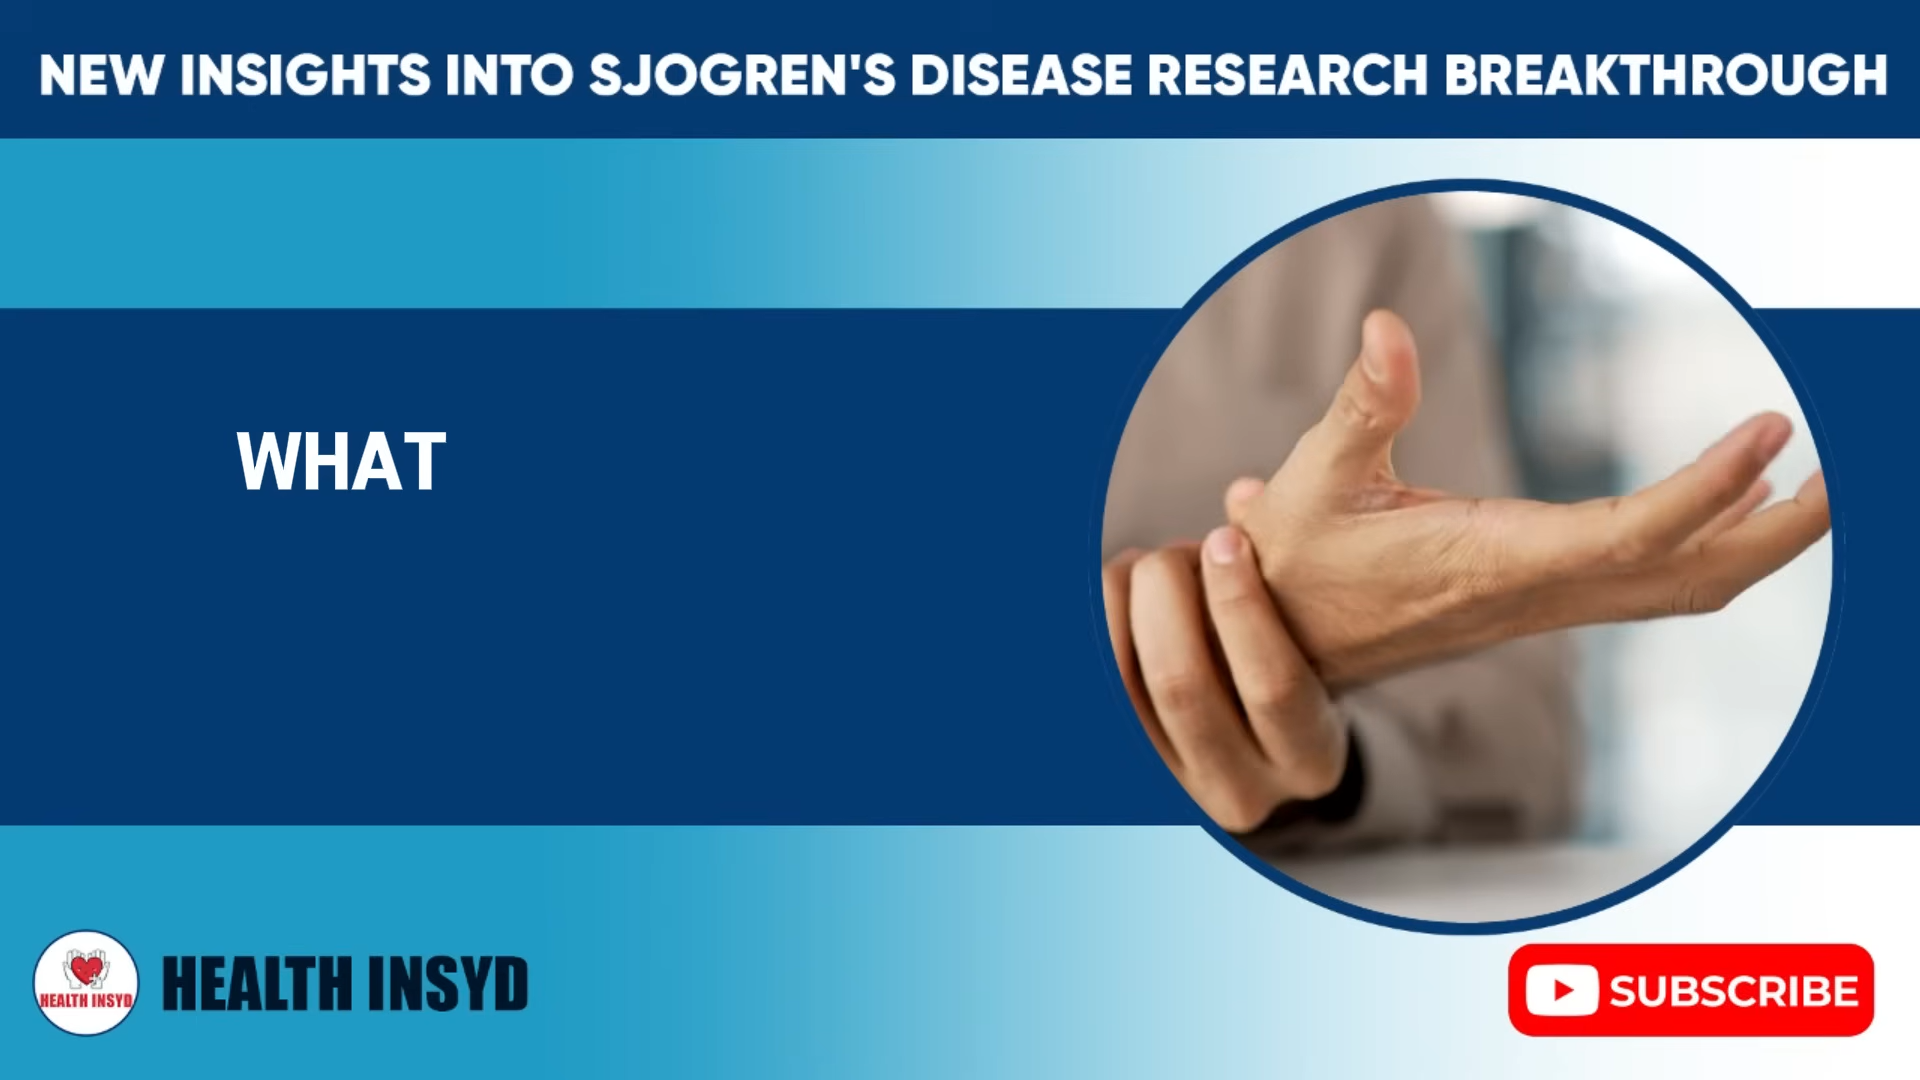 NEW INSIGHTS INTO SJOGREN'S DISEASE RESEARCH BREAKTHROUGH
WHAT
HEALTH INSYD
HEALTH INSYD
SUBSCRIBE